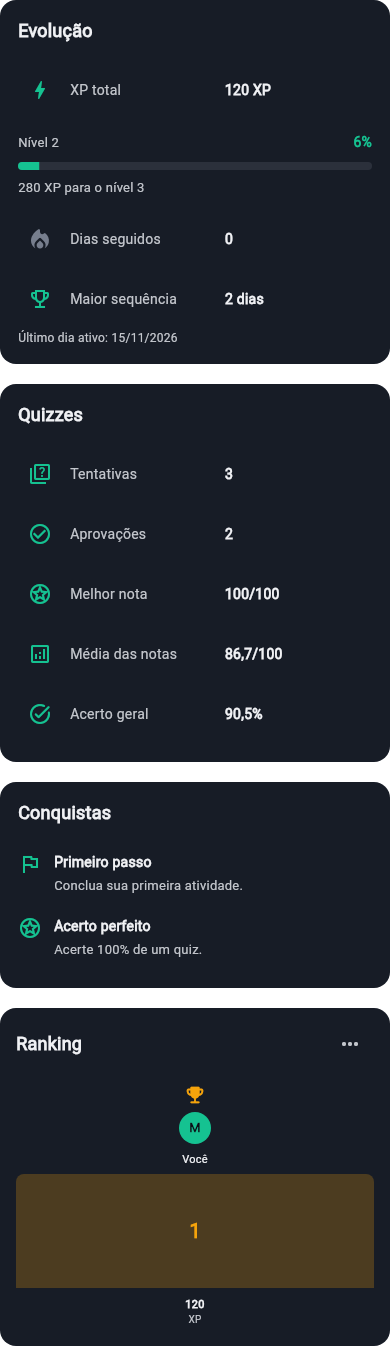 Evolução
XP total 120 XP
Nível 2 6%
280 XP para o nível 3
Dias seguidos 0
Maior sequência 2 dias
Último dia ativo: 15/11/2026
Quizzes
Tentativas 3
Aprovações 2
Melhor nota 100/100
Média das notas 86,7/100
Acerto geral 90,5%
Conquistas
Primeiro passo
Conclua sua primeira atividade.
Acerto perfeito
Acerte 100% de um quiz.
Ranking
M
Você
1
120
XP